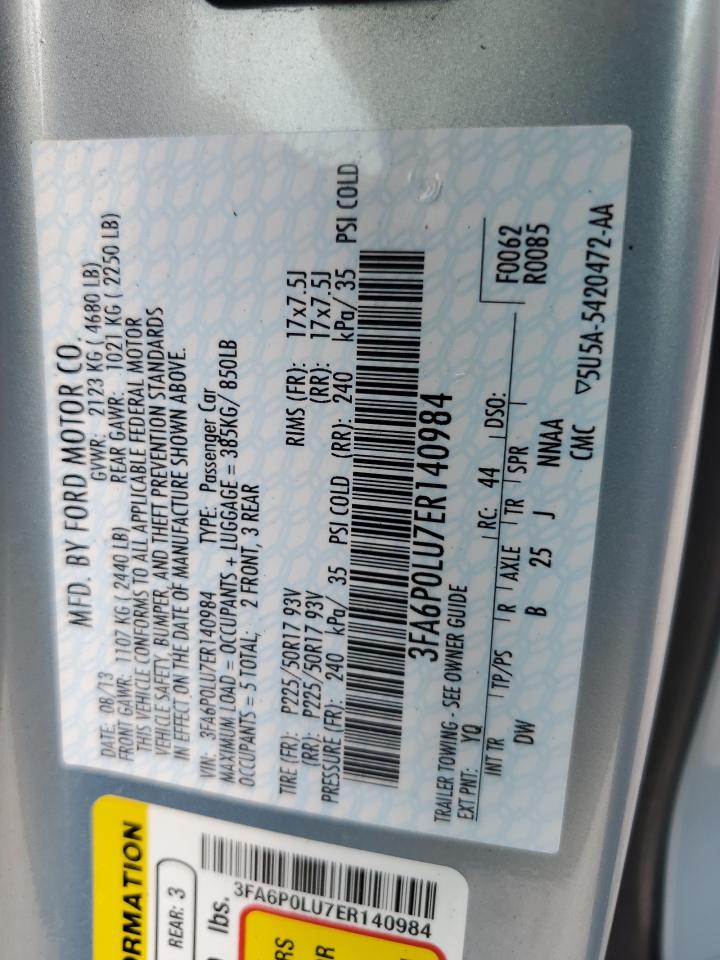 MFD. BY FORD MOTOR CO.
DATE: 08/13 GVWR: 2123 KG ( 4680 LB)
FRONT GAWR: 1107 KG ( 2440 LB) REAR GAWR: 1021 KG ( 2250 LB)
THIS VEHICLE CONFORMS TO ALL APPLICABLE FEDERAL MOTOR
VEHICLE SAFETY, BUMPER, AND THEFT PREVENTION STANDARDS
IN EFFECT ON THE DATE OF MANUFACTURE SHOWN ABOVE.
VIN: 3FA6P0LU7ER140984 TYPE: Passenger Car
MAXIMUM LOAD = OCCUPANTS + LUGGAGE = 385KG/ 850LB
OCCUPANTS = 5 TOTAL; 2 FRONT, 3 REAR
TIRE (FR): P225/50R17 93V RIMS (FR): 17x7.5J
(RR): P225/50R17 93V (RR): 17x7.5J
PRESSURE (FR): 240 kPa/ 35 PSI COLD (RR): 240 kPa/ 35 PSI COLD
3FA6P0LU7ER140984
TRAILER TOWING - SEE OWNER GUIDE
EXT PNT: YQ RC: 44 DSO: F0062
R0085
INT TR TP/PS R AXLE TR SPR
DW B 25 J NNAA
CMC ▽5U5A-5420472-AA
ORMATION
REAR: 3
lbs.
3FA6P0LU7ER140984
RS
OR